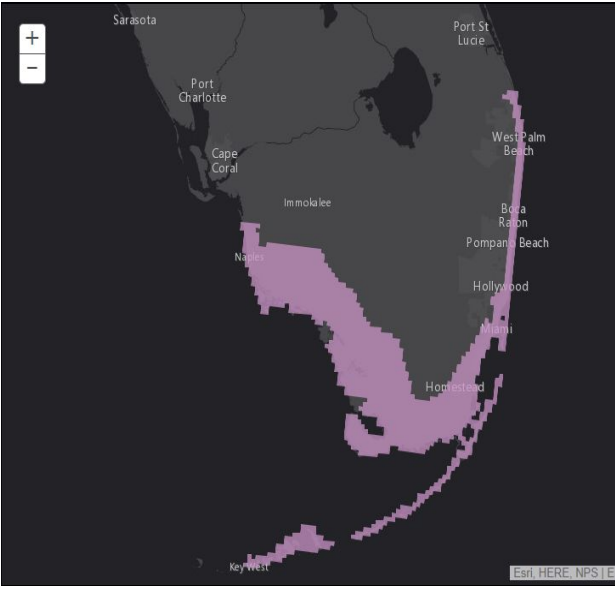 Sarasota
+
−
Port St
Lucie
Port
Charlotte
West Palm
Beach
Cape
Coral
Immokalee
Boca
Raton
Pompano Beach
Naples
Hollywood
Miami
Homestead
Key West
Esri, HERE, NPS | E